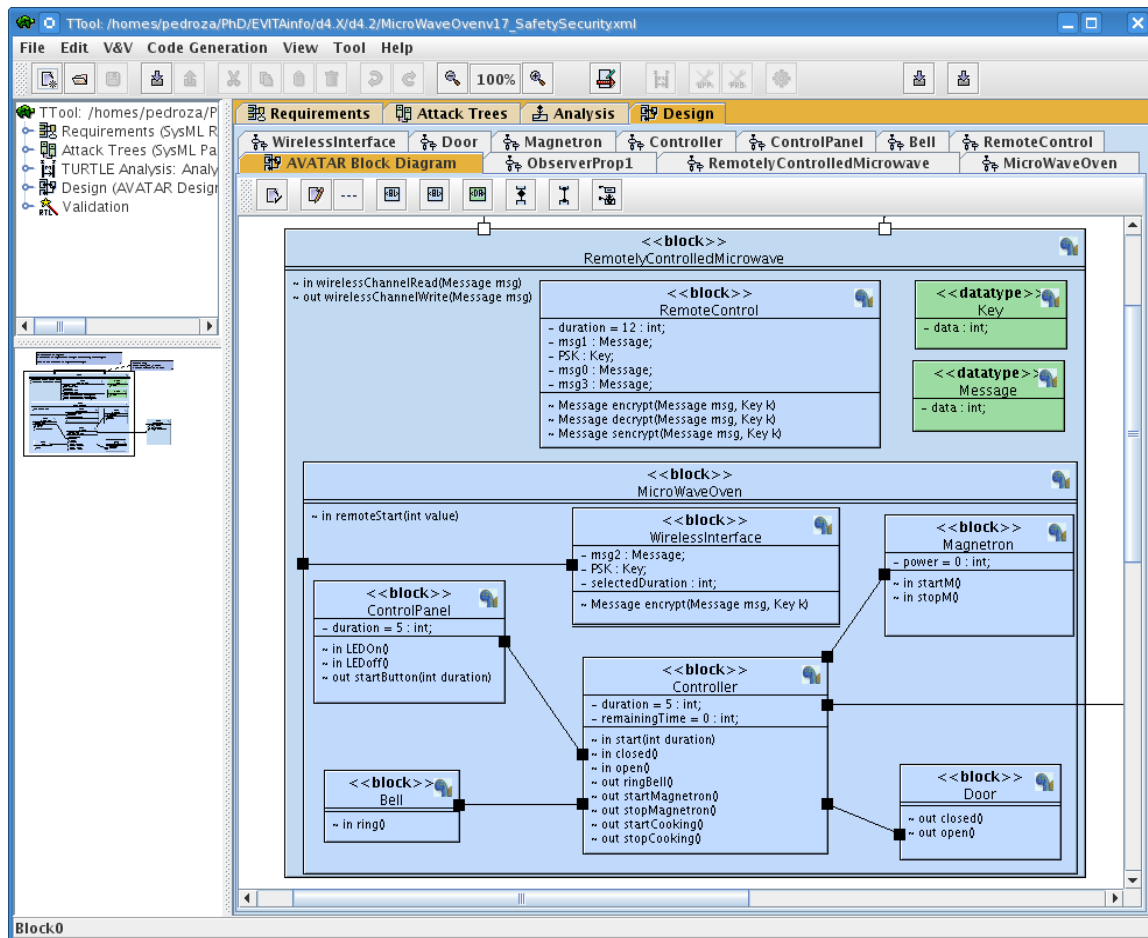 TTool: /homes/pedroza/PhD/EVITAinfo/d4.X/d4.2/MicroWaveOvenv17_SafetySecurity.xml
File Edit V&V Code Generation View Tool Help
100%
TTool: /homes/pedroza/P
Requirements (SysML R
Attack Trees (SysML Pa
TURTLE Analysis: Analy
Design (AVATAR Design
Validation
Requirements Attack Trees Analysis Design
WirelessInterface Door Magnetron Controller ControlPanel Bell RemoteControl
AVATAR Block Diagram ObserverProp1 RemotelyControlledMicrowave MicroWaveOven
<<block>>
RemotelyControlledMicrowave
~ in wirelessChannelRead(Message msg)
~ out wirelessChannelWrite(Message msg)
<<block>>
RemoteControl
- duration = 12 : int;
- msg1 : Message;
- PSK : Key;
- msg0 : Message;
- msg3 : Message;
~ Message encrypt(Message msg, Key k)
~ Message decrypt(Message msg, Key k)
~ Message sencrypt(Message msg, Key k)
<<datatype>>
Key
- data : int;
<<datatype>>
Message
- data : int;
<<block>>
MicroWaveOven
~ in remoteStart(int value)
<<block>>
WirelessInterface
- msg2 : Message;
- PSK : Key;
- selectedDuration : int;
~ Message encrypt(Message msg, Key k)
<<block>>
Magnetron
- power = 0 : int;
~ in startM()
~ in stopM()
<<block>>
ControlPanel
- duration = 5 : int;
~ in LEDOn()
~ in LEDoff()
~ out startButton(int duration)
<<block>>
Controller
- duration = 5 : int;
- remainingTime = 0 : int;
~ in start(int duration)
~ in closed()
~ in open()
~ out ringBell()
~ out startMagnetron()
~ out stopMagnetron()
~ out startCooking()
~ out stopCooking()
<<block>>
Bell
~ in ring()
<<block>>
Door
~ out closed()
~ out open()
Block0